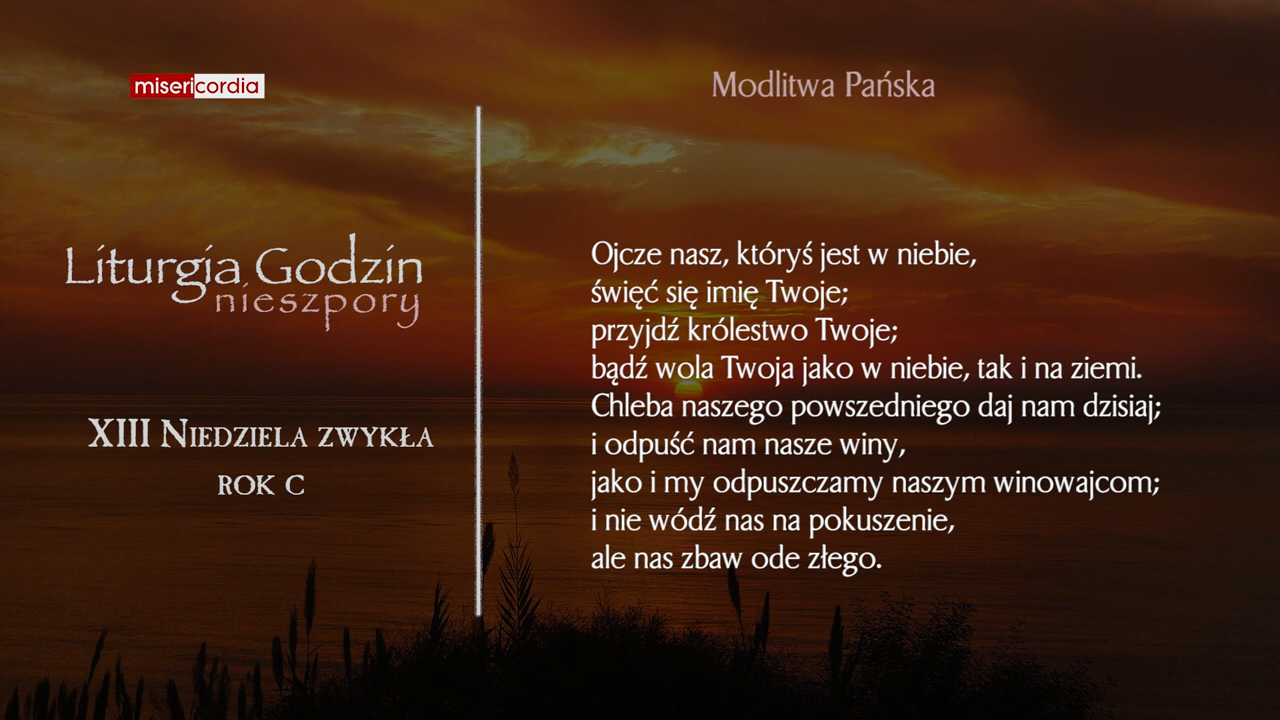 misericordia
Liturgia Godzin
nieszpory
XIII Niedziela zwykła
rok C
Modlitwa Pańska
Ojcze nasz, któryś jest w niebie,
święć się imię Twoje;
przyjdź królestwo Twoje;
bądź wola Twoja jako w niebie, tak i na ziemi.
Chleba naszego powszedniego daj nam dzisiaj;
i odpuść nam nasze winy,
jako i my odpuszczamy naszym winowajcom;
i nie wódź nas na pokuszenie,
ale nas zbaw ode złego.